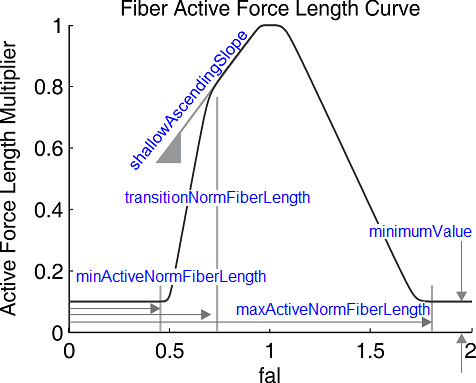 Fiber Active Force Length Curve
Active Force Length Multiplier
1
0.8
0.6
0.4
0.2
0
shallowAscendingSlope
transitionNormFiberLength
minimumValue
minActiveNormFiberLength
maxActiveNormFiberLength
0
0.5
1
1.5
2
fal